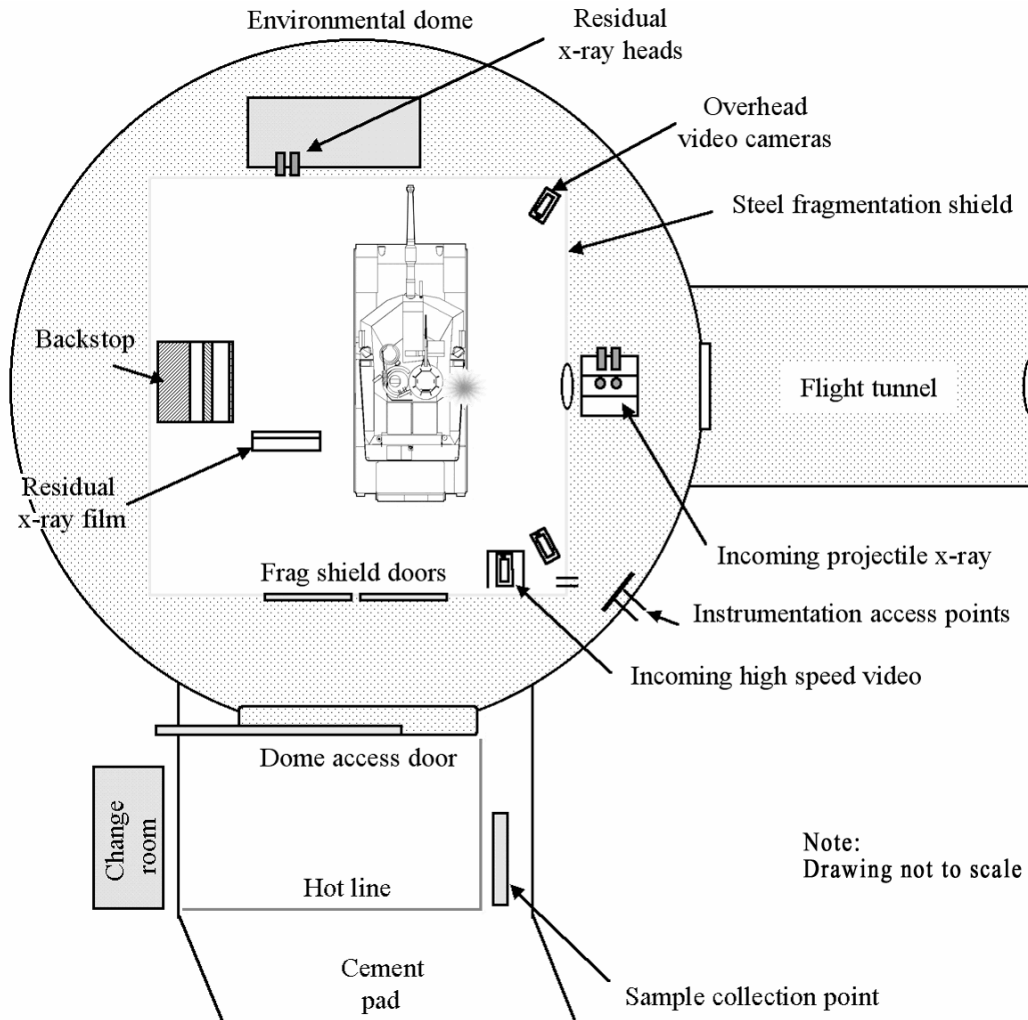 Environmental dome
Residual
x-ray heads
Overhead
video cameras
Steel fragmentation shield
Backstop
Flight tunnel
Residual
x-ray film
Incoming projectile x-ray
Frag shield doors
Instrumentation access points
Incoming high speed video
Dome access door
Change
room
Note:
Drawing not to scale
Hot line
Cement
pad
Sample collection point